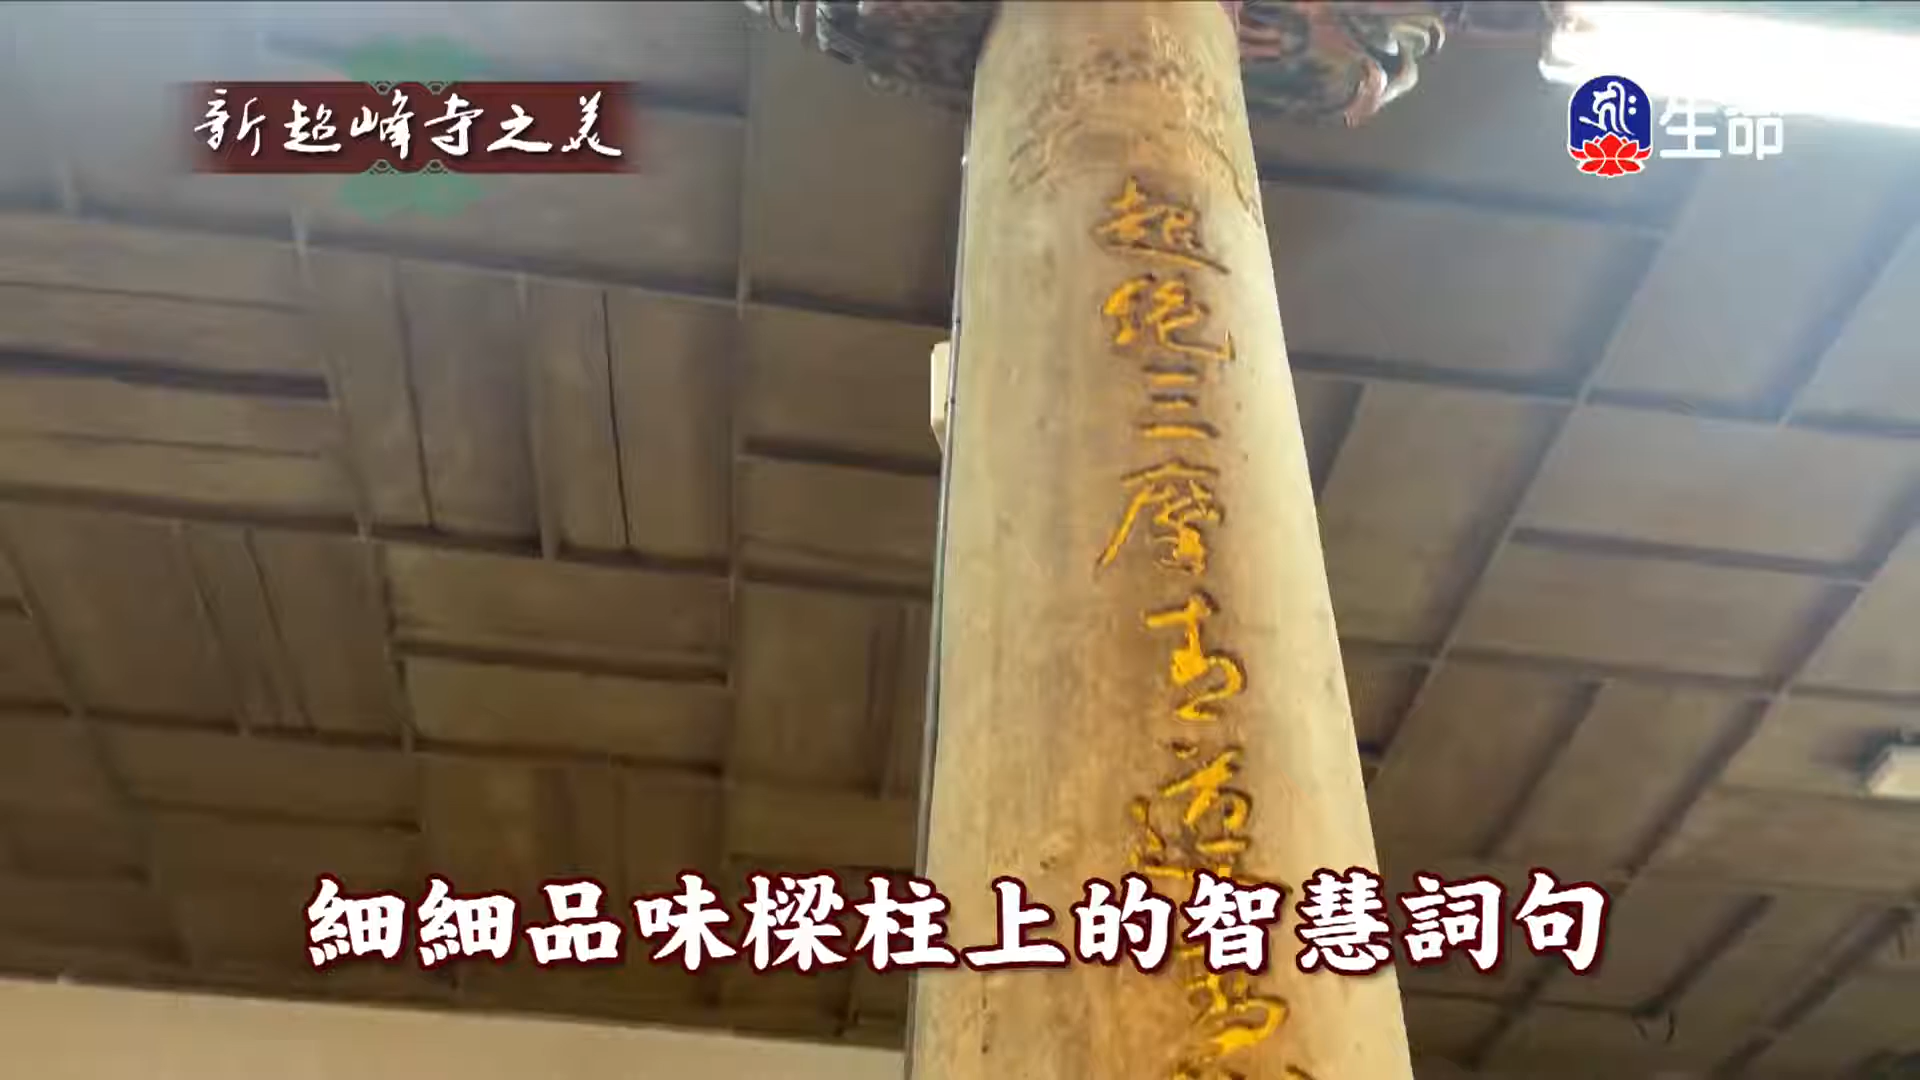 新超峰寺之美
生命
超絕三摩
道
細細品味樑柱上的智慧詞句